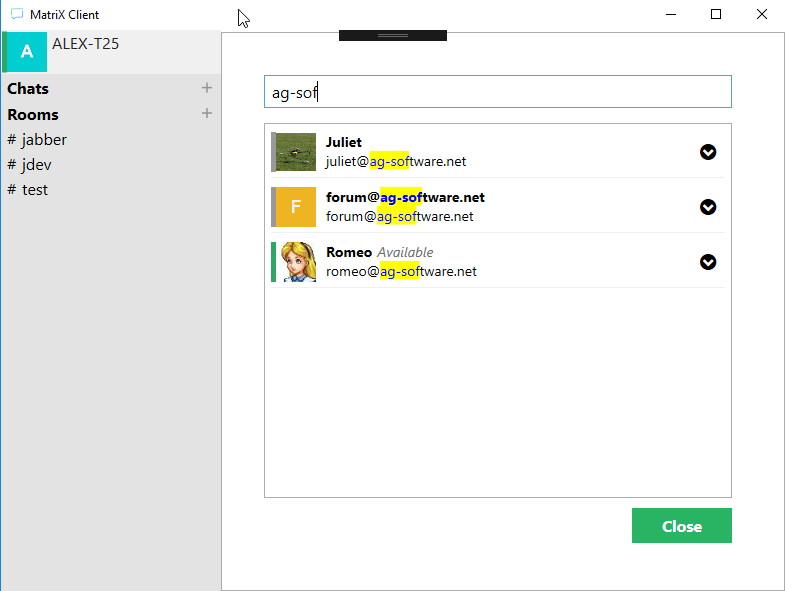 MatriX Client
A
ALEX-T25
Chats +
Rooms +
# jabber
# jdev
# test
ag-sof
Juliet
juliet@ag-software.net
F
forum@ag-software.net
forum@ag-software.net
Romeo Available
romeo@ag-software.net
Close